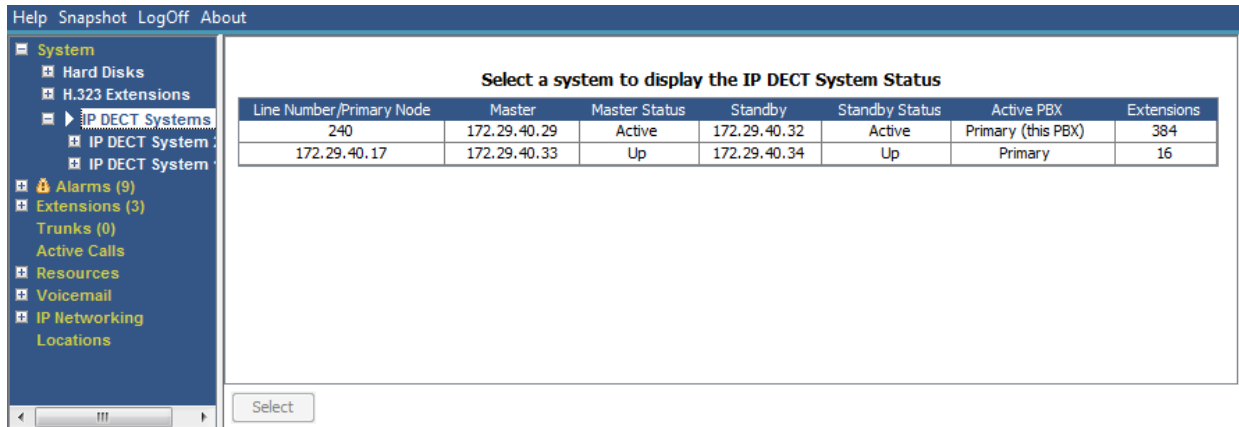 Help Snapshot LogOff About
System
Hard Disks
H.323 Extensions
IP DECT Systems
IP DECT System
IP DECT System
Alarms (9)
Extensions (3)
Trunks (0)
Active Calls
Resources
Voicemail
IP Networking
Locations
Select a system to display the IP DECT System Status
Line Number/Primary Node Master Master Status Standby Standby Status Active PBX Extensions
240 172.29.40.29 Active 172.29.40.32 Active Primary (this PBX) 384
172.29.40.17 172.29.40.33 Up 172.29.40.34 Up Primary 16
Select